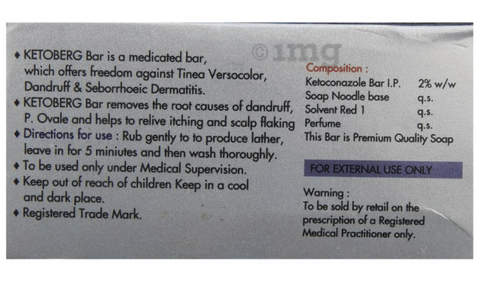 ♦ KETOBERG Bar is a medicated bar,
which offers freedom against Tinea Versocolor,
Dandruff & Seborrhoeic Dermatitis.
♦ KETOBERG Bar removes the root causes of dandruff,
P. Ovale and helps to relive itching and scalp flaking
♦ Directions for use : Rub gently to to produce lather,
leave in for 5 miniutes and then wash thoroughly.
♦ To be used only under Medical Supervision.
♦ Keep out of reach of children Keep in a cool
and dark place.
♦ Registered Trade Mark.
©1mg
Composition :
Ketoconazole Bar I.P. 2% w/w
Soap Noodle base q.s.
Solvent Red 1 q.s.
Perfume q.s.
This Bar is Premium Quality Soap
FOR EXTERNAL USE ONLY
Warning :
To be sold by retail on the
prescription of a Registered
Medical Practitioner only.